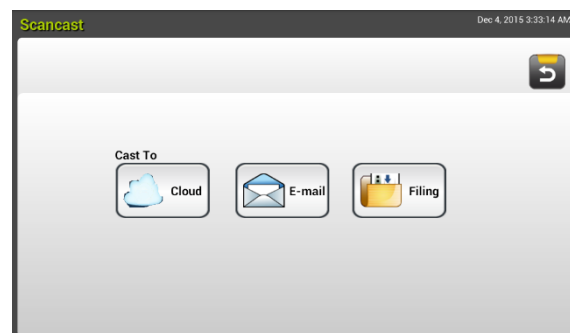 Scancast
Dec 4, 2015 3:33:14 AM
Cast To
Cloud
E-mail
Filing